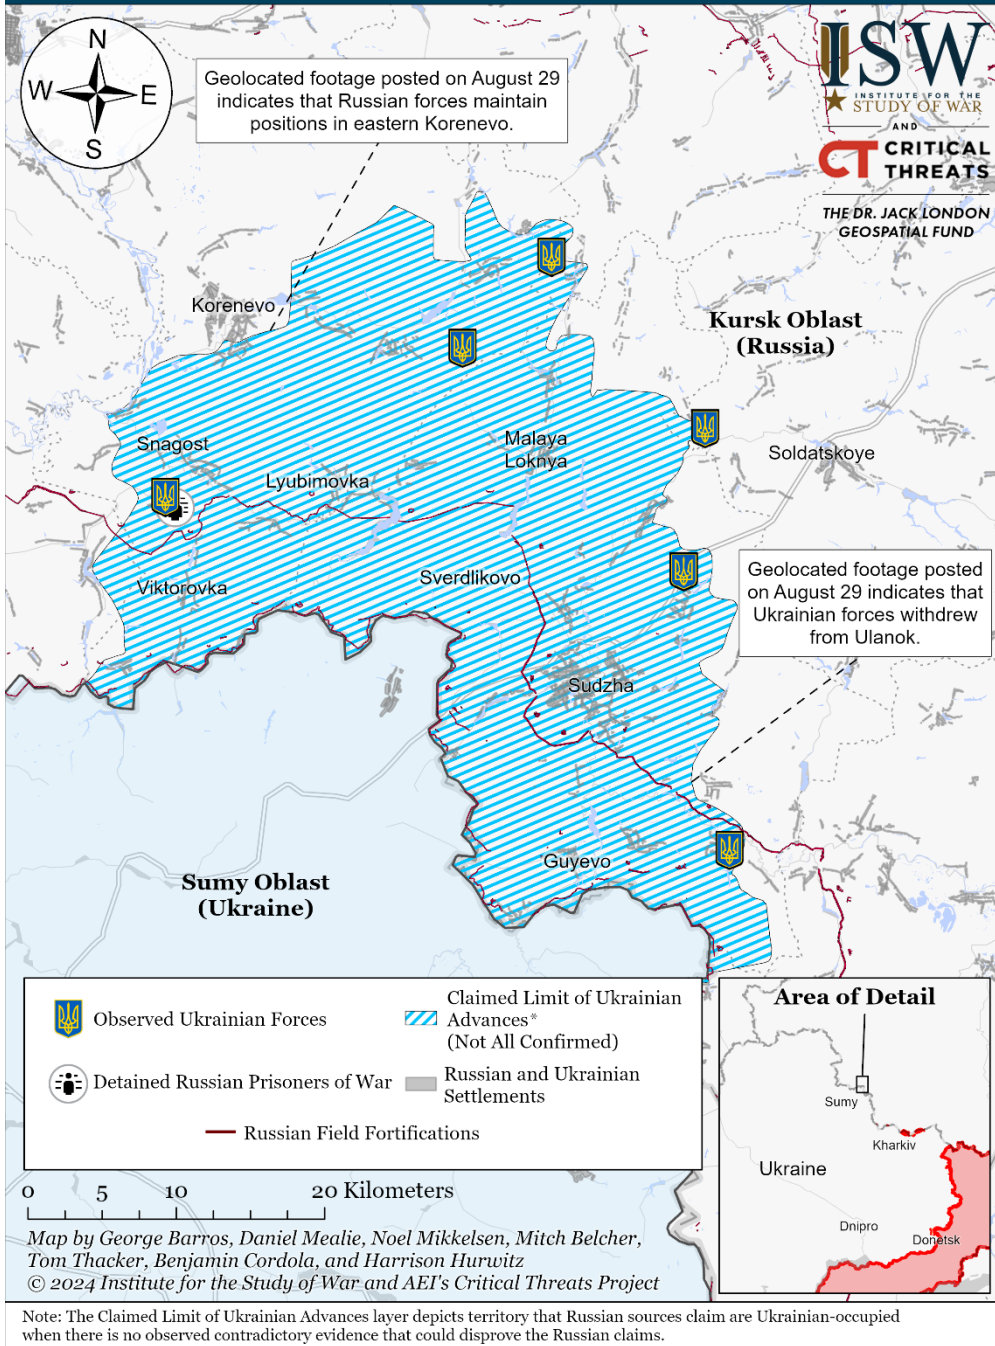 N
W
E
S
Geolocated footage posted on August 29
indicates that Russian forces maintain
positions in eastern Korenevo.
ISW
INSTITUTE FOR THE
STUDY OF WAR
AND
CT CRITICAL
THREATS
THE DR. JACK LONDON
GEOSPATIAL FUND
Korenevo
Kursk Oblast
(Russia)
Snagost
Malaya
Loknya
Soldatskoye
Lyubimovka
Viktorovka
Sverdlikovo
Geolocated footage posted
on August 29 indicates that
Ukrainian forces withdrew
from Ulanok.
Sudzha
Guyevo
Sumy Oblast
(Ukraine)
Observed Ukrainian Forces
Claimed Limit of Ukrainian
Advances*
(Not All Confirmed)
Detained Russian Prisoners of War
Russian and Ukrainian
Settlements
Russian Field Fortifications
Area of Detail
Sumy
Kharkiv
Ukraine
Dnipro
Donetsk
0 5 10 20 Kilometers
Map by George Barros, Daniel Mealie, Noel Mikkelsen, Mitch Belcher,
Tom Thacker, Benjamin Cordola, and Harrison Hurwitz
© 2024 Institute for the Study of War and AEI's Critical Threats Project
Note: The Claimed Limit of Ukrainian Advances layer depicts territory that Russian sources claim are Ukrainian-occupied
when there is no observed contradictory evidence that could disprove the Russian claims.